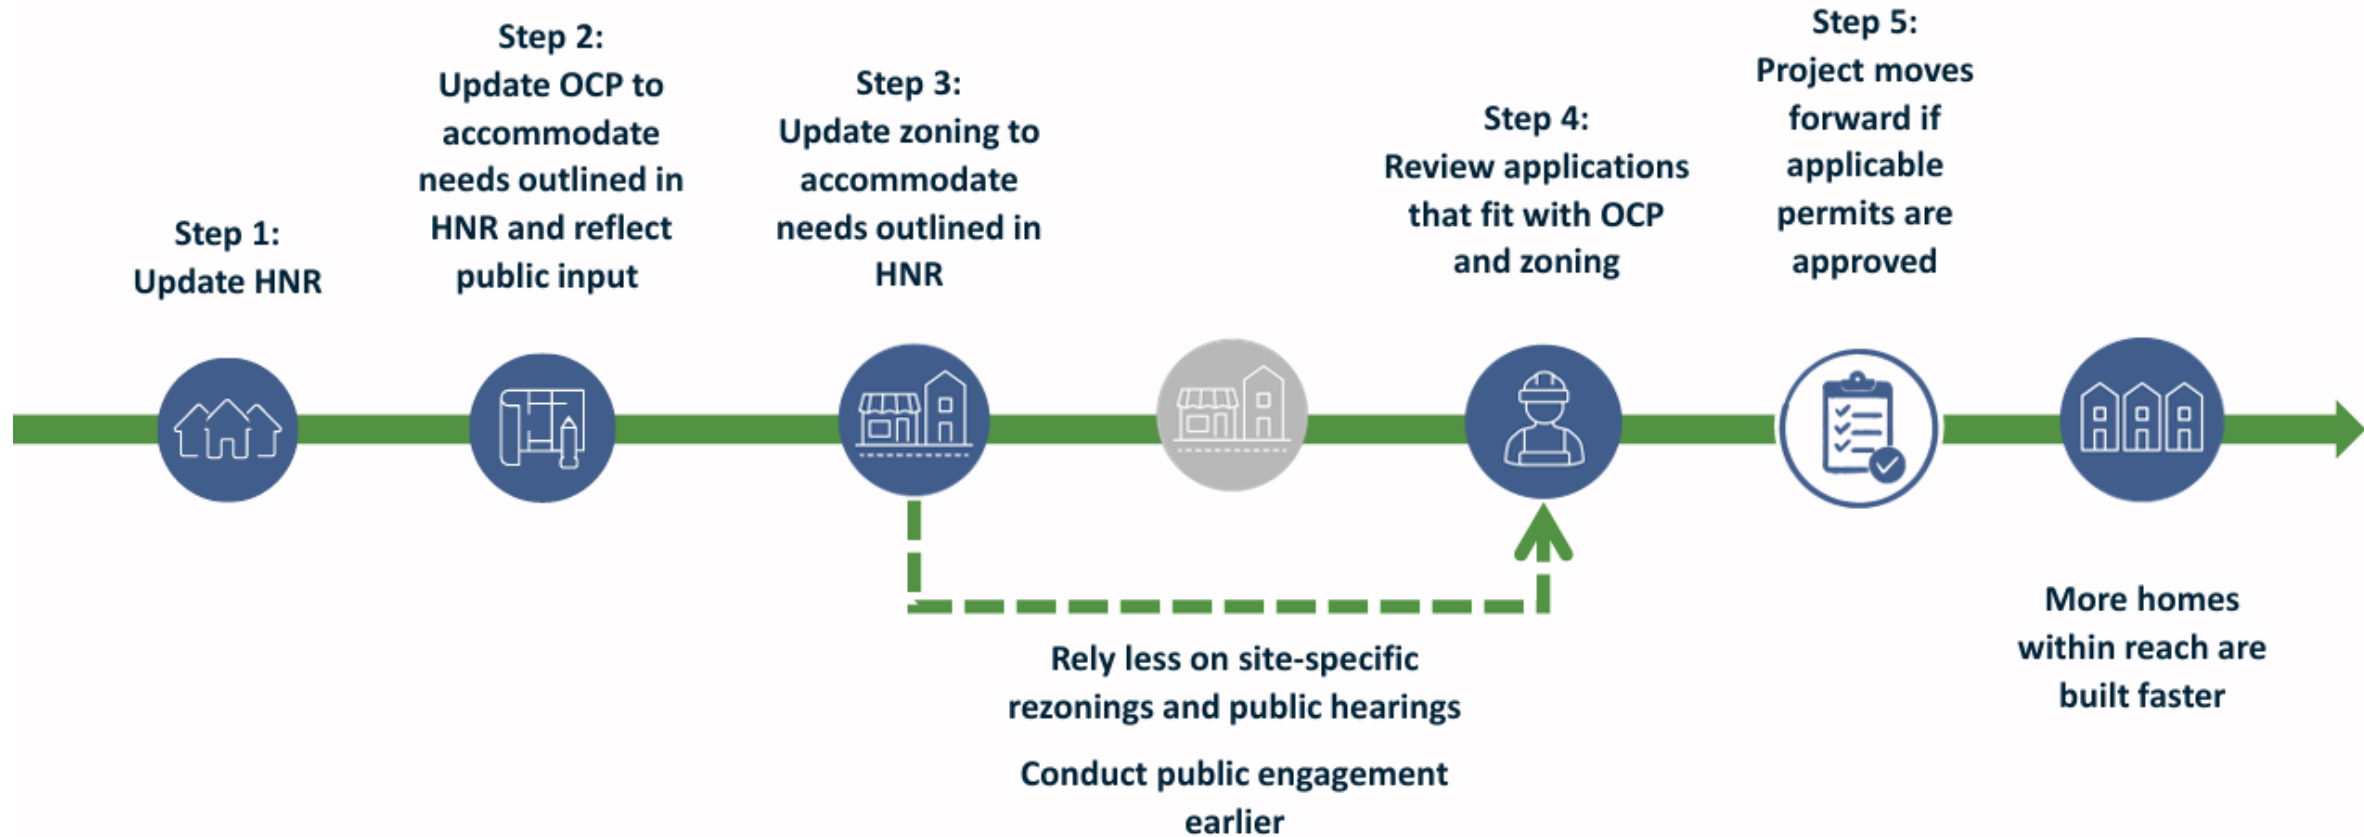 Step 1:
Update HNR
Step 2:
Update OCP to
accommodate
needs outlined in
HNR and reflect
public input
Step 3:
Update zoning to
accommodate
needs outlined in
HNR
Step 4:
Review applications
that fit with OCP
and zoning
Step 5:
Project moves
forward if
applicable
permits are
approved
Rely less on site-specific
rezonings and public hearings
Conduct public engagement
earlier
More homes
within reach are
built faster